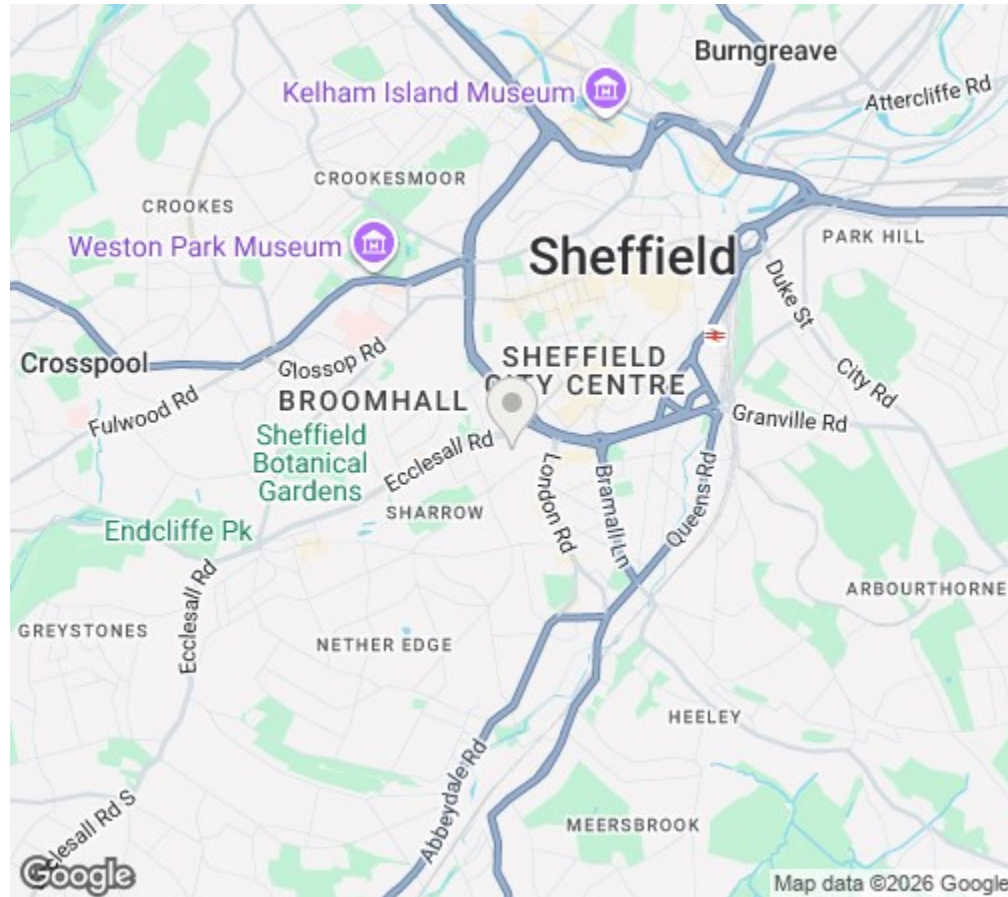 Burngreave
Kelham Island Museum
Attercliffe Rd
CROOKESMOOR
CROOKES
Weston Park Museum
Sheffield
PARK HILL
Duke St
Crosspool
Glossop Rd
SHEFFIELD
CITY CENTRE
City Rd
Fulwood Rd
BROOMHALL
Granville Rd
Sheffield
Botanical
Gardens
Ecclesall Rd
London Rd
Bramall Ln
Queens Rd
SHARROW
Endcliffe Pk
Ecclesall Rd
ARBOURTHORNE
GREYSTONES
NETHER EDGE
HEELEY
Abbeydale Rd
MEERSBROOK
Ecclesall Rd S
Google
Map data ©2026 Google